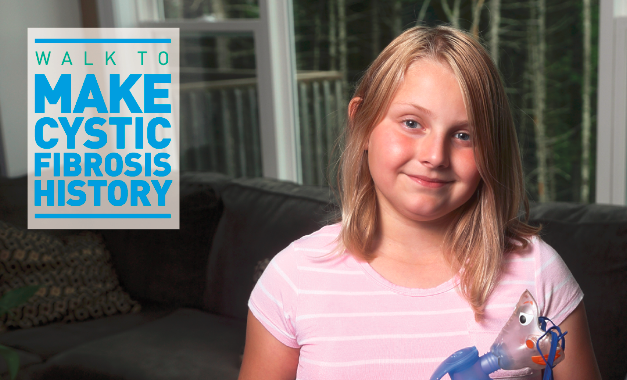 WALK TO
MAKE
CYSTIC
FIBROSIS
HISTORY